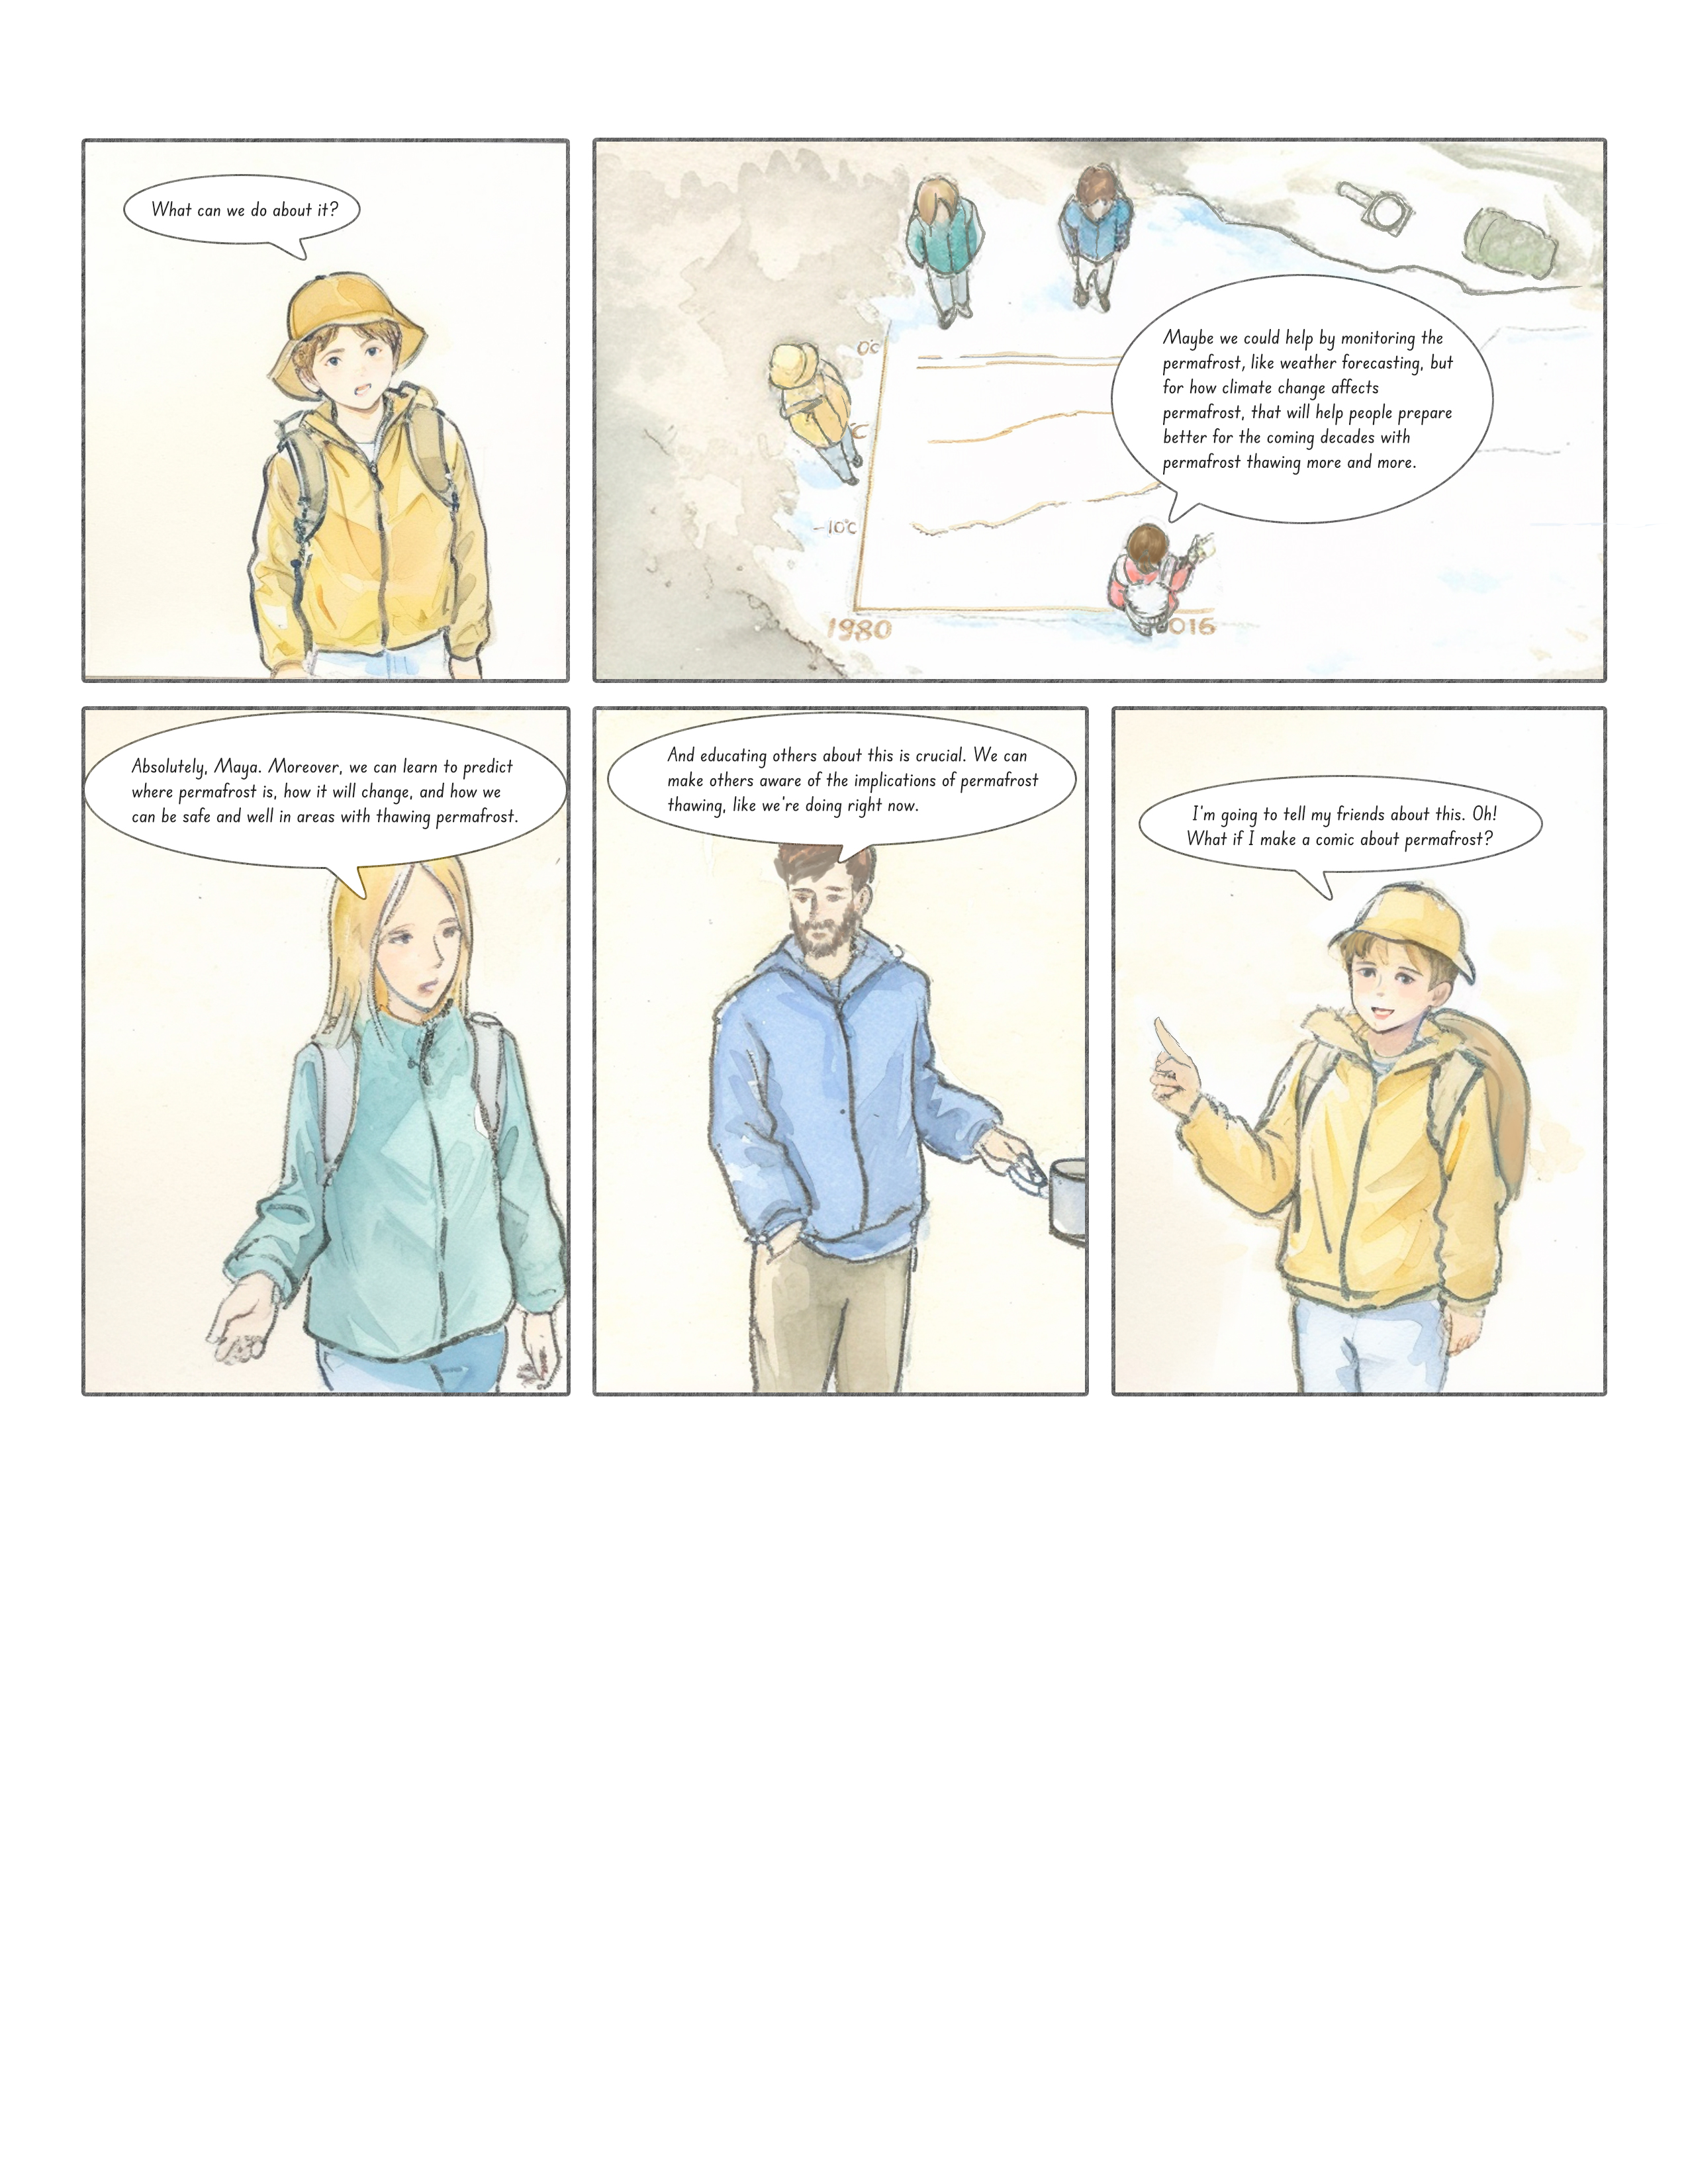 What can we do about it?
Maybe we could help by monitoring the
permafrost, like weather forecasting, but
for how climate change affects
permafrost, that will help people prepare
better for the coming decades with
permafrost thawing more and more.
0°c
c
-10°c
1980
016
Absolutely, Maya. Moreover, we can learn to predict
where permafrost is, how it will change, and how we
can be safe and well in areas with thawing permafrost.
And educating others about this is crucial. We can
make others aware of the implications of permafrost
thawing, like we're doing right now.
I'm going to tell my friends about this. Oh!
What if I make a comic about permafrost?